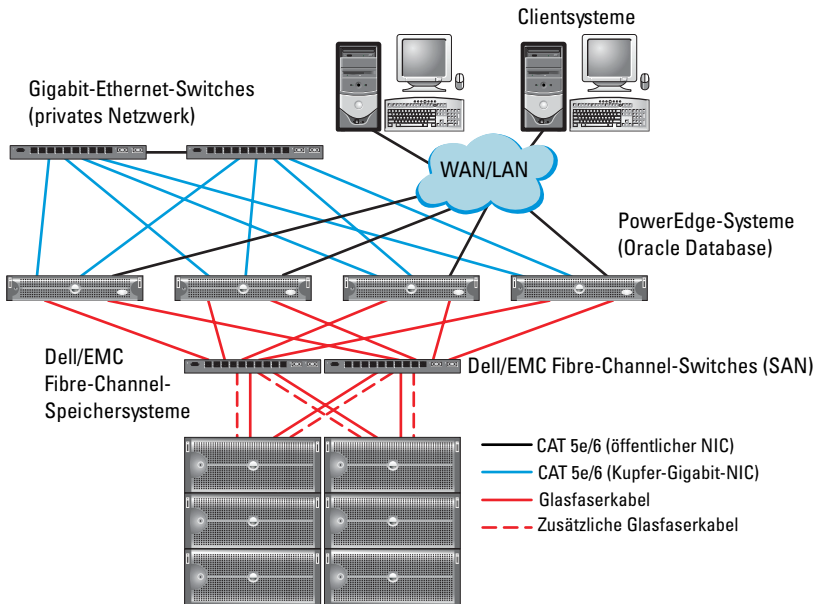 Clientsysteme
Gigabit-Ethernet-Switches
(privates Netzwerk)
WAN/LAN
PowerEdge-Systeme
(Oracle Database)
Dell/EMC
Fibre-Channel-
Speichersysteme
Dell/EMC Fibre-Channel-Switches (SAN)
CAT 5e/6 (öffentlicher NIC)
CAT 5e/6 (Kupfer-Gigabit-NIC)
Glasfaserkabel
Zusätzliche Glasfaserkabel